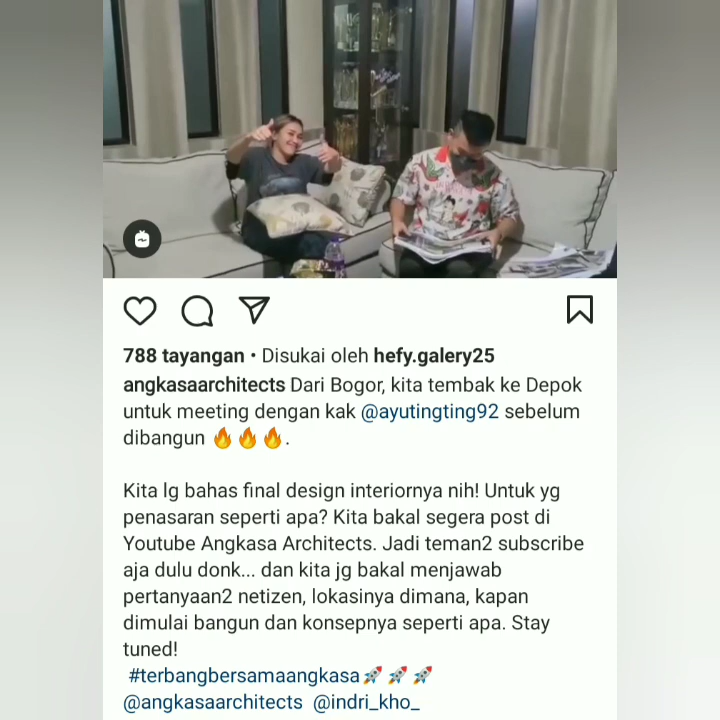 788 tayangan • Disukai oleh hefy.galery25
angkasaarchitects Dari Bogor, kita tembak ke Depok
untuk meeting dengan kak @ayutingting92 sebelum
dibangun 🔥🔥🔥.
Kita lg bahas final design interiornya nih! Untuk yg
penasaran seperti apa? Kita bakal segera post di
Youtube Angkasa Architects. Jadi teman2 subscribe
aja dulu donk... dan kita jg bakal menjawab
pertanyaan2 netizen, lokasinya dimana, kapan
dimulai bangun dan konsepnya seperti apa. Stay
tuned!
#terbangbersamaangkasa🚀🚀🚀
@angkasaarchitects @indri_kho_